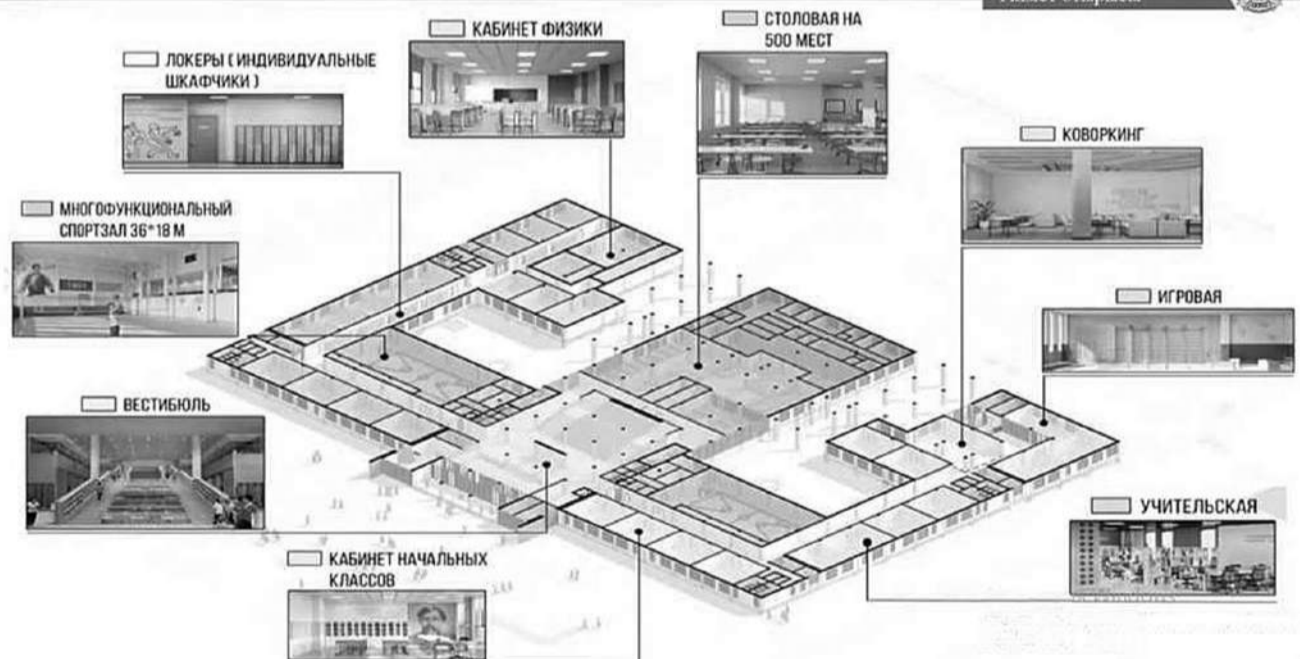 КАБИНЕТ ФИЗИКИ
СТОЛОВАЯ НА
500 МЕСТ
ЛОКЕРЫ ( ИНДИВИДУАЛЬНЫЕ
ШКАФЧИКИ )
КОВОРКИНГ
МНОГОФУНКЦИОНАЛЬНЫЙ
СПОРТЗАЛ 36*18 М
ИГРОВАЯ
ВЕСТИБЮЛЬ
УЧИТЕЛЬСКАЯ
КАБИНЕТ НАЧАЛЬНЫХ
КЛАССОВ